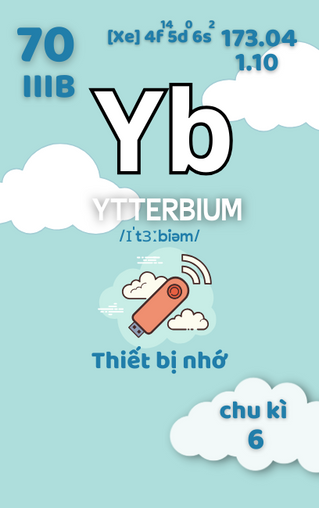 70
IIIB
[Xe] 4f¹⁴ 5d⁰ 6s²
173.04
1.10
Yb
YTTERBIUM
/ɪˈtɜːbiəm/
Thiết bị nhớ
chu kì
6